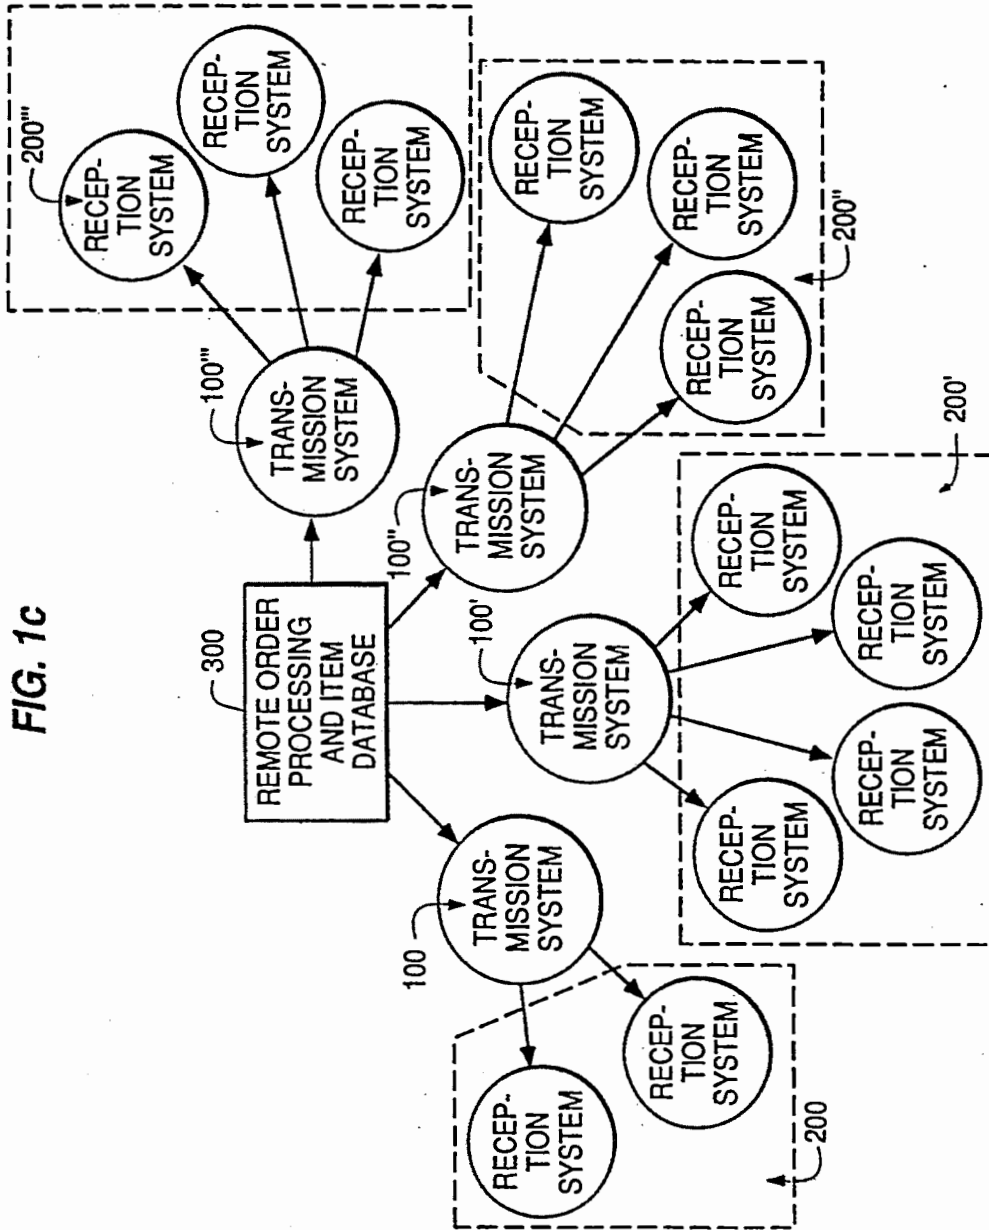 FIG. 1c
300
REMOTE ORDER
PROCESSING
AND ITEM
DATABASE
100
TRANS-
MISSION
SYSTEM
100'
TRANS-
MISSION
SYSTEM
100''
TRANS-
MISSION
SYSTEM
100'''
TRANS-
MISSION
SYSTEM
RECEP-
TION
SYSTEM
RECEP-
TION
SYSTEM
200
RECEP-
TION
SYSTEM
RECEP-
TION
SYSTEM
RECEP-
TION
SYSTEM
RECEP-
TION
SYSTEM
200'
RECEP-
TION
SYSTEM
RECEP-
TION
SYSTEM
RECEP-
TION
SYSTEM
200''
200'''
RECEP-
TION
SYSTEM
RECEP-
TION
SYSTEM
RECEP-
TION
SYSTEM